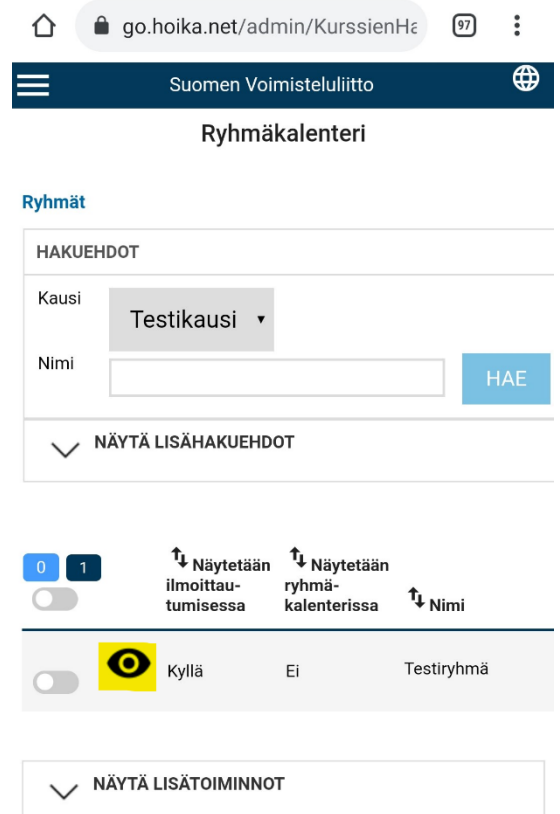 go.hoika.net/admin/KurssienHa
97
Suomen Voimisteluliitto
Ryhmäkalenteri
Ryhmät
HAKUEHDOT
Kausi
Testikausi
Nimi
HAE
NÄYTÄ LISÄHAKUEHDOT
0 1
Näytetään
ilmoittau-
tumisessa
Näytetään
ryhmä-
kalenterissa
Nimi
Kyllä Ei Testiryhmä
NÄYTÄ LISÄTOIMINNOT